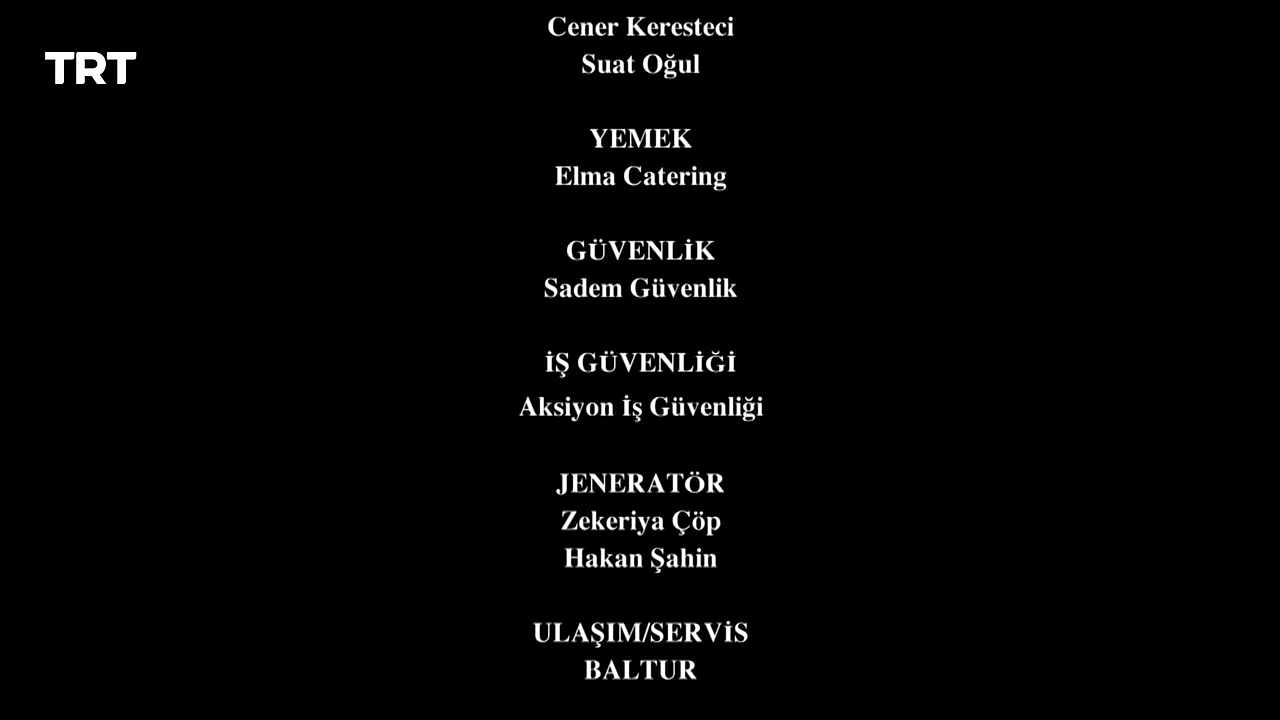 TRT
Cener Keresteci
Suat Oğul
YEMEK
Elma Catering
GÜVENLİK
Sadem Güvenlik
İŞ GÜVENLİĞİ
Aksiyon İş Güvenliği
JENERATÖR
Zekeriya Çöp
Hakan Şahin
ULAŞIM/SERVİS
BALTUR